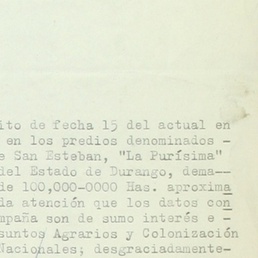 ito de fecha 15 del actual en
en los predios denominados -
e San Esteban, "La Purísima"
del Estado de Durango, dema--
de 100,000-0000 Has. aproxima
da atención que los datos con
mpaña son de sumo interés e -
suntos Agrarios y Colonización
Nacionales; desgraciadamente-